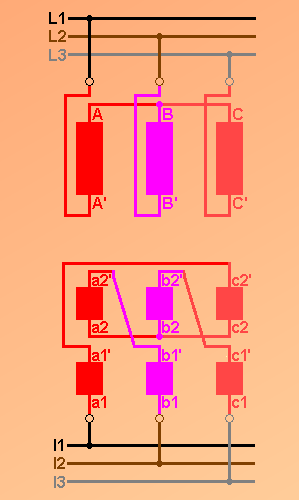 L1
L2
L3
A B C
A' B' C'
a2' b2' c2'
a2 b2 c2
a1' b1' c1'
a1 b1 c1
l1
l2
l3